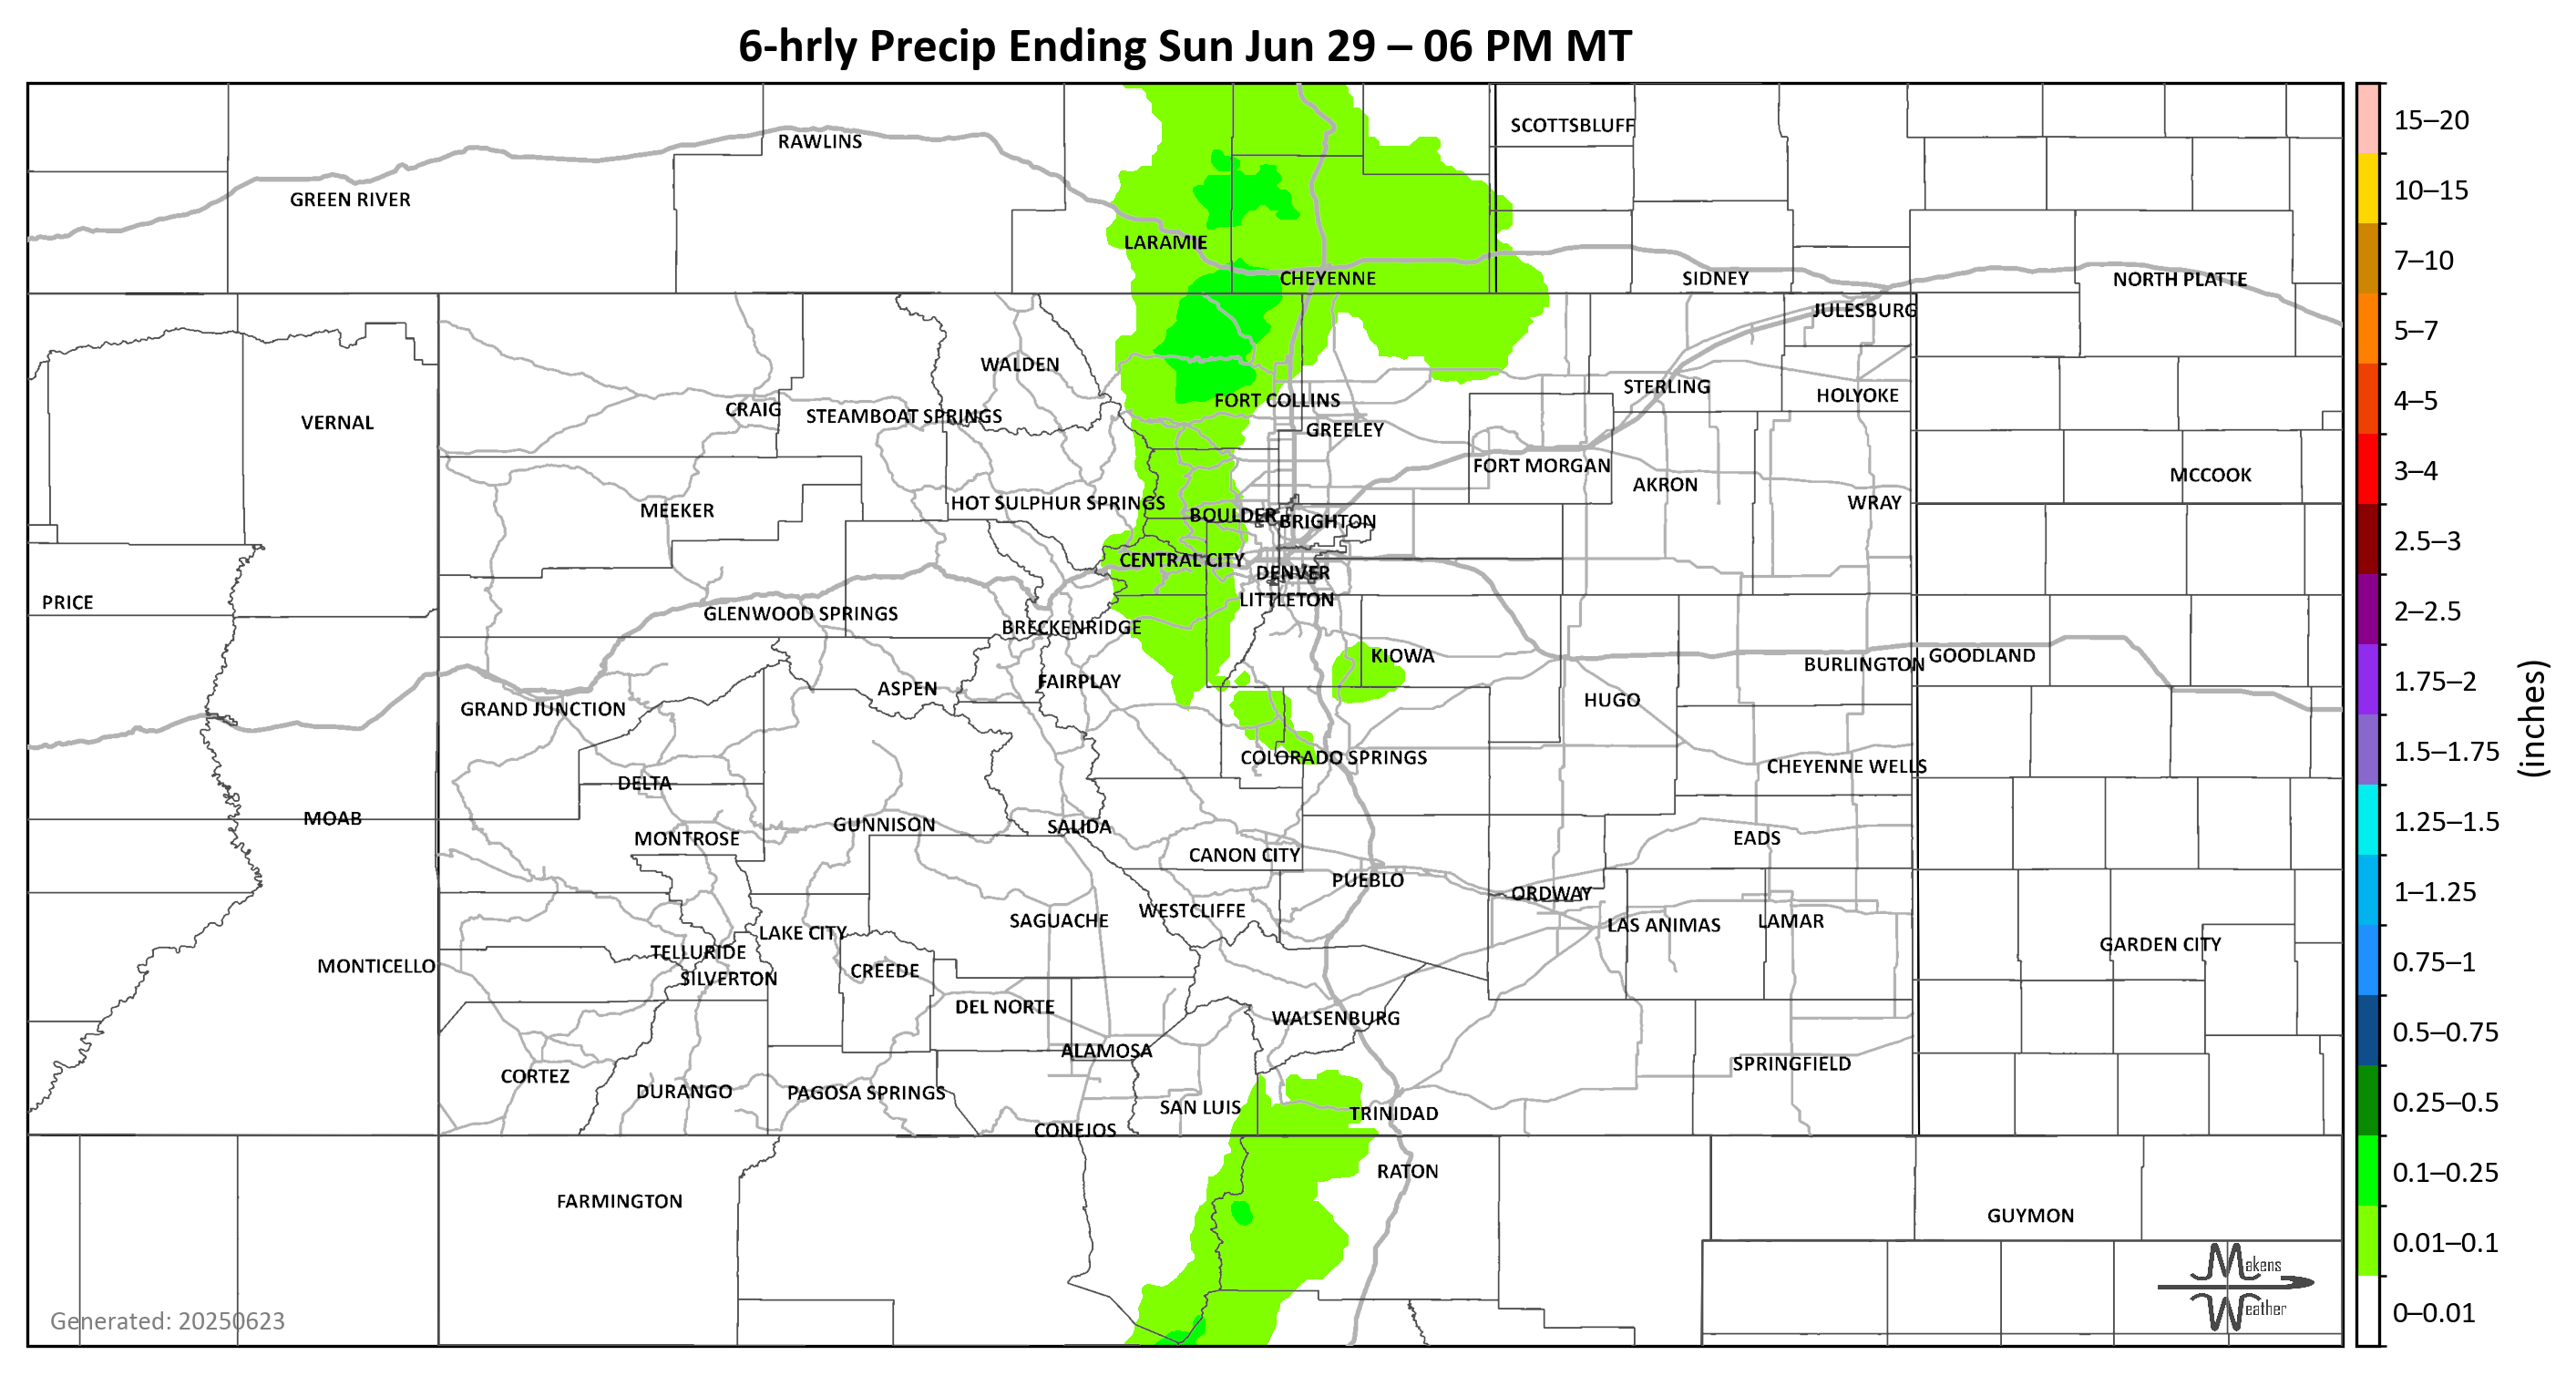 6-hrly Precip Ending Sun Jun 29 – 06 PM MT
SCOTTSBLUFF
RAWLINS
GREEN RIVER
LARAMIE
CHEYENNE
SIDNEY
NORTH PLATTE
JULESBURG
WALDEN
STERLING
HOLYOKE
CRAIG
STEAMBOAT SPRINGS
FORT COLLINS
VERNAL
GREELEY
FORT MORGAN
MCCOOK
AKRON
HOT SULPHUR SPRINGS
WRAY
MEEKER
BOULDER
BRIGHTON
CENTRAL CITY
DENVER
PRICE
LITTLETON
GLENWOOD SPRINGS
BRECKENRIDGE
KIOWA
BURLINGTON
GOODLAND
FAIRPLAY
ASPEN
HUGO
GRAND JUNCTION
COLORADO SPRINGS
CHEYENNE WELLS
DELTA
MOAB
GUNNISON
SALIDA
MONTROSE
EADS
CANON CITY
PUEBLO
ORDWAY
WESTCLIFFE
SAGUACHE
LAS ANIMAS
LAMAR
LAKE CITY
GARDEN CITY
TELLURIDE
MONTICELLO
CREEDE
SILVERTON
DEL NORTE
WALSENBURG
ALAMOSA
SPRINGFIELD
CORTEZ
DURANGO
PAGOSA SPRINGS
SAN LUIS
TRINIDAD
CONEJOS
RATON
FARMINGTON
GUYMON
Makens
Weather
Generated: 20250623
15–20
10–15
7–10
5–7
4–5
3–4
2.5–3
2–2.5
1.75–2
1.5–1.75
1.25–1.5
1–1.25
0.75–1
0.5–0.75
0.25–0.5
0.1–0.25
0.01–0.1
0–0.01
(inches)